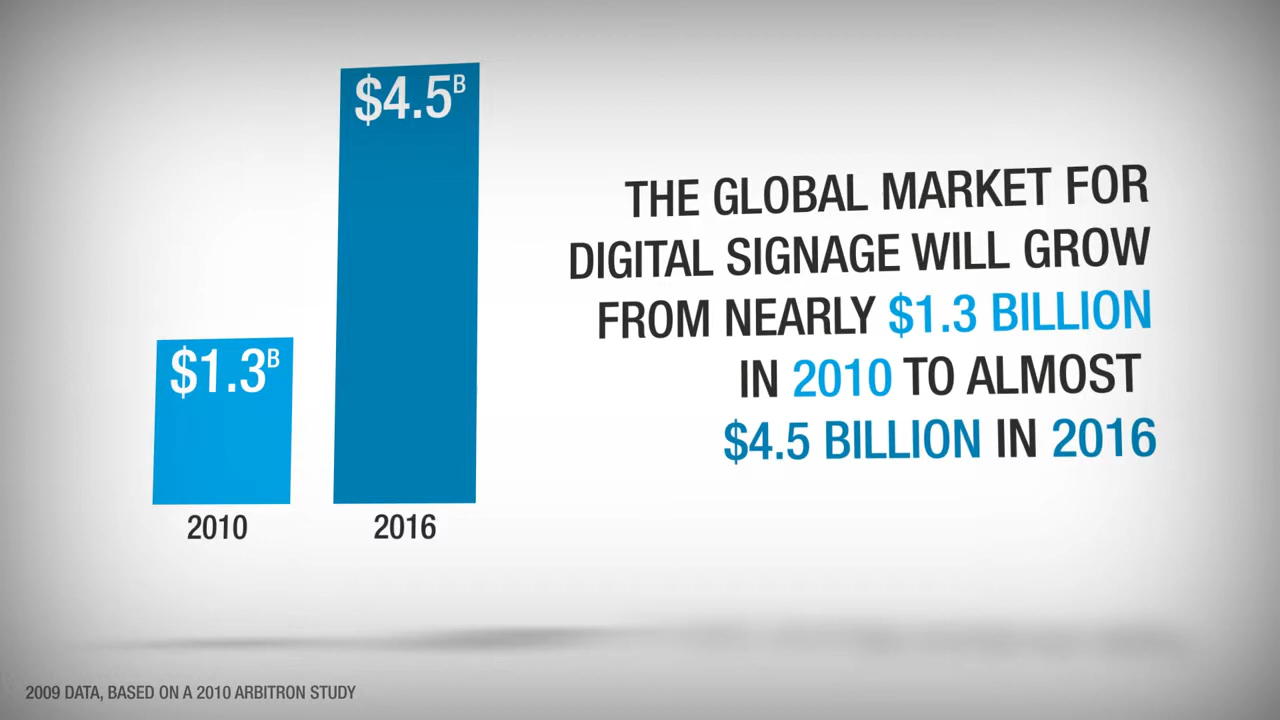 $4.5B
$1.3B
2010
2016
THE GLOBAL MARKET FOR
DIGITAL SIGNAGE WILL GROW
FROM NEARLY $1.3 BILLION
IN 2010 TO ALMOST
$4.5 BILLION IN 2016
2009 DATA, BASED ON A 2010 ARBITRON STUDY